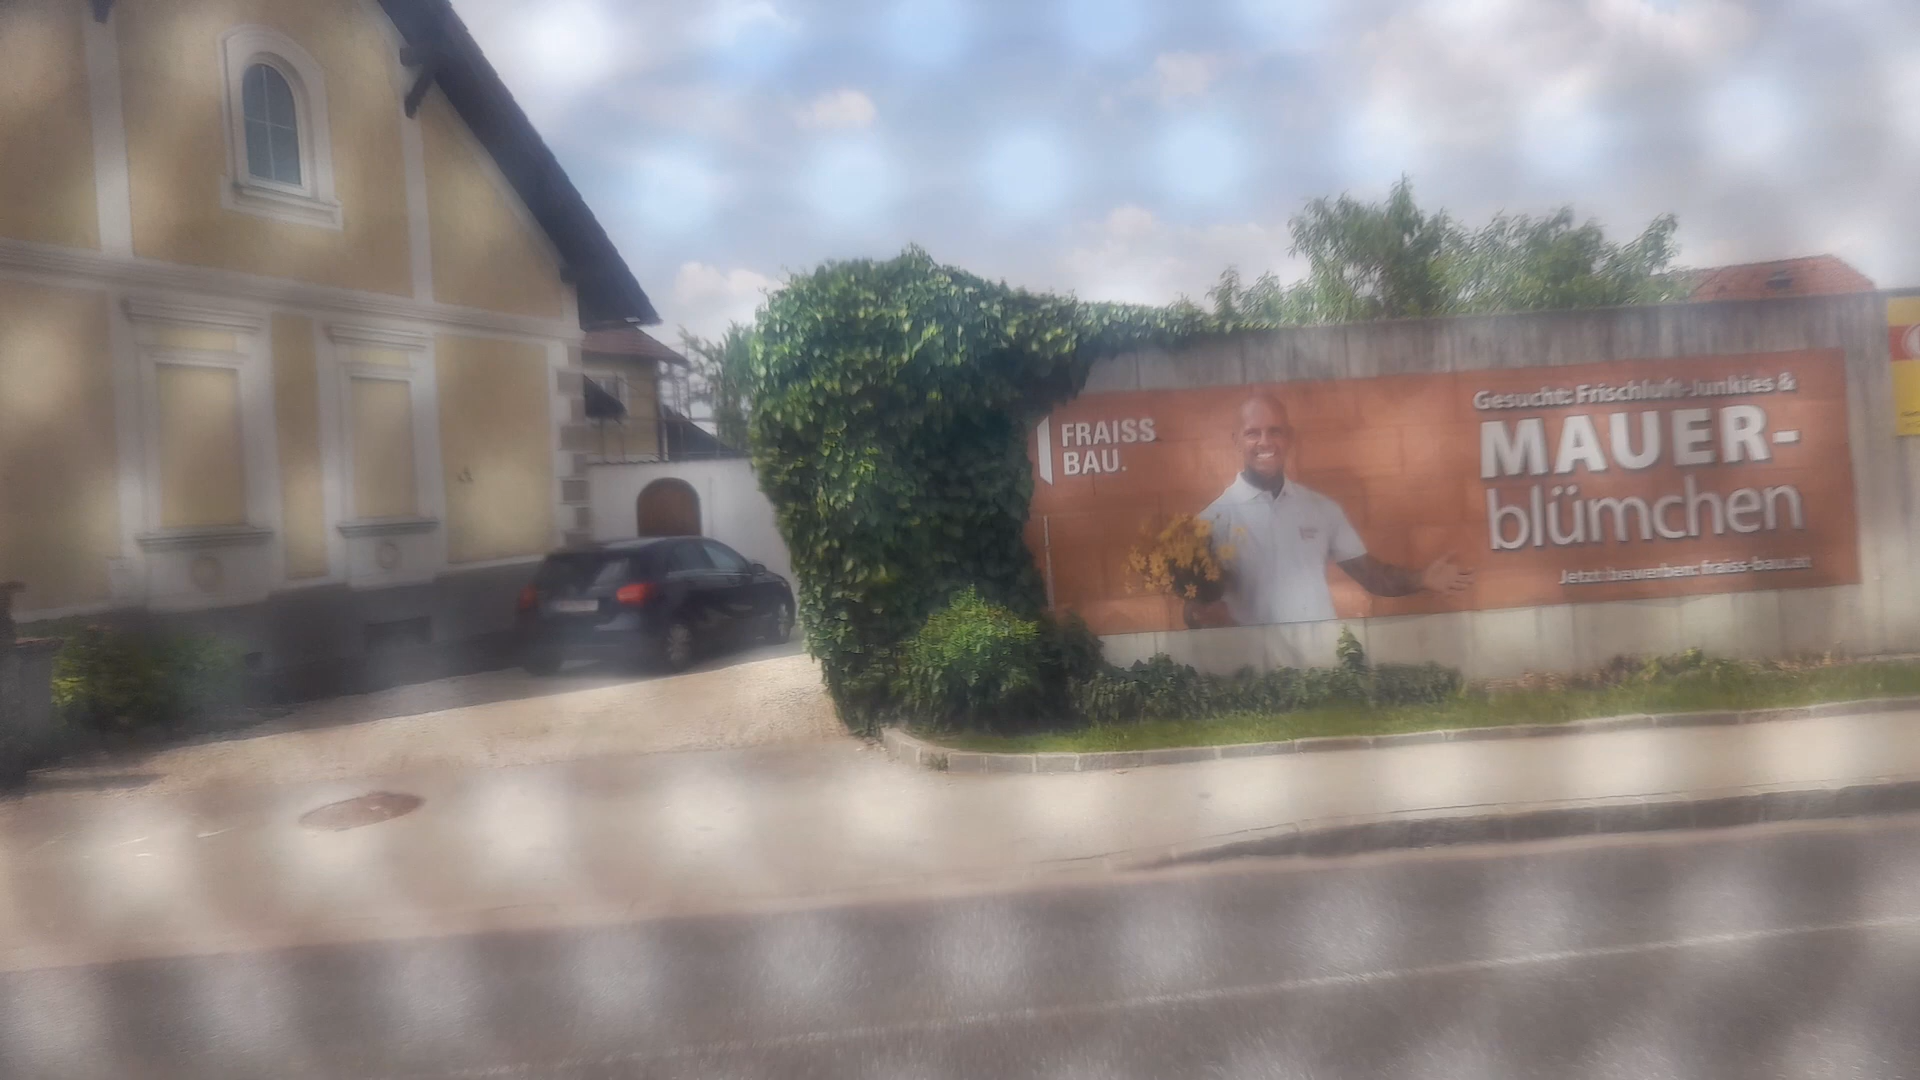 FRAISS
BAU.
Gesucht: Frischluft-Junkies &
MAUER-
blümchen
Jetzt bewerben: fraiss-bau.at